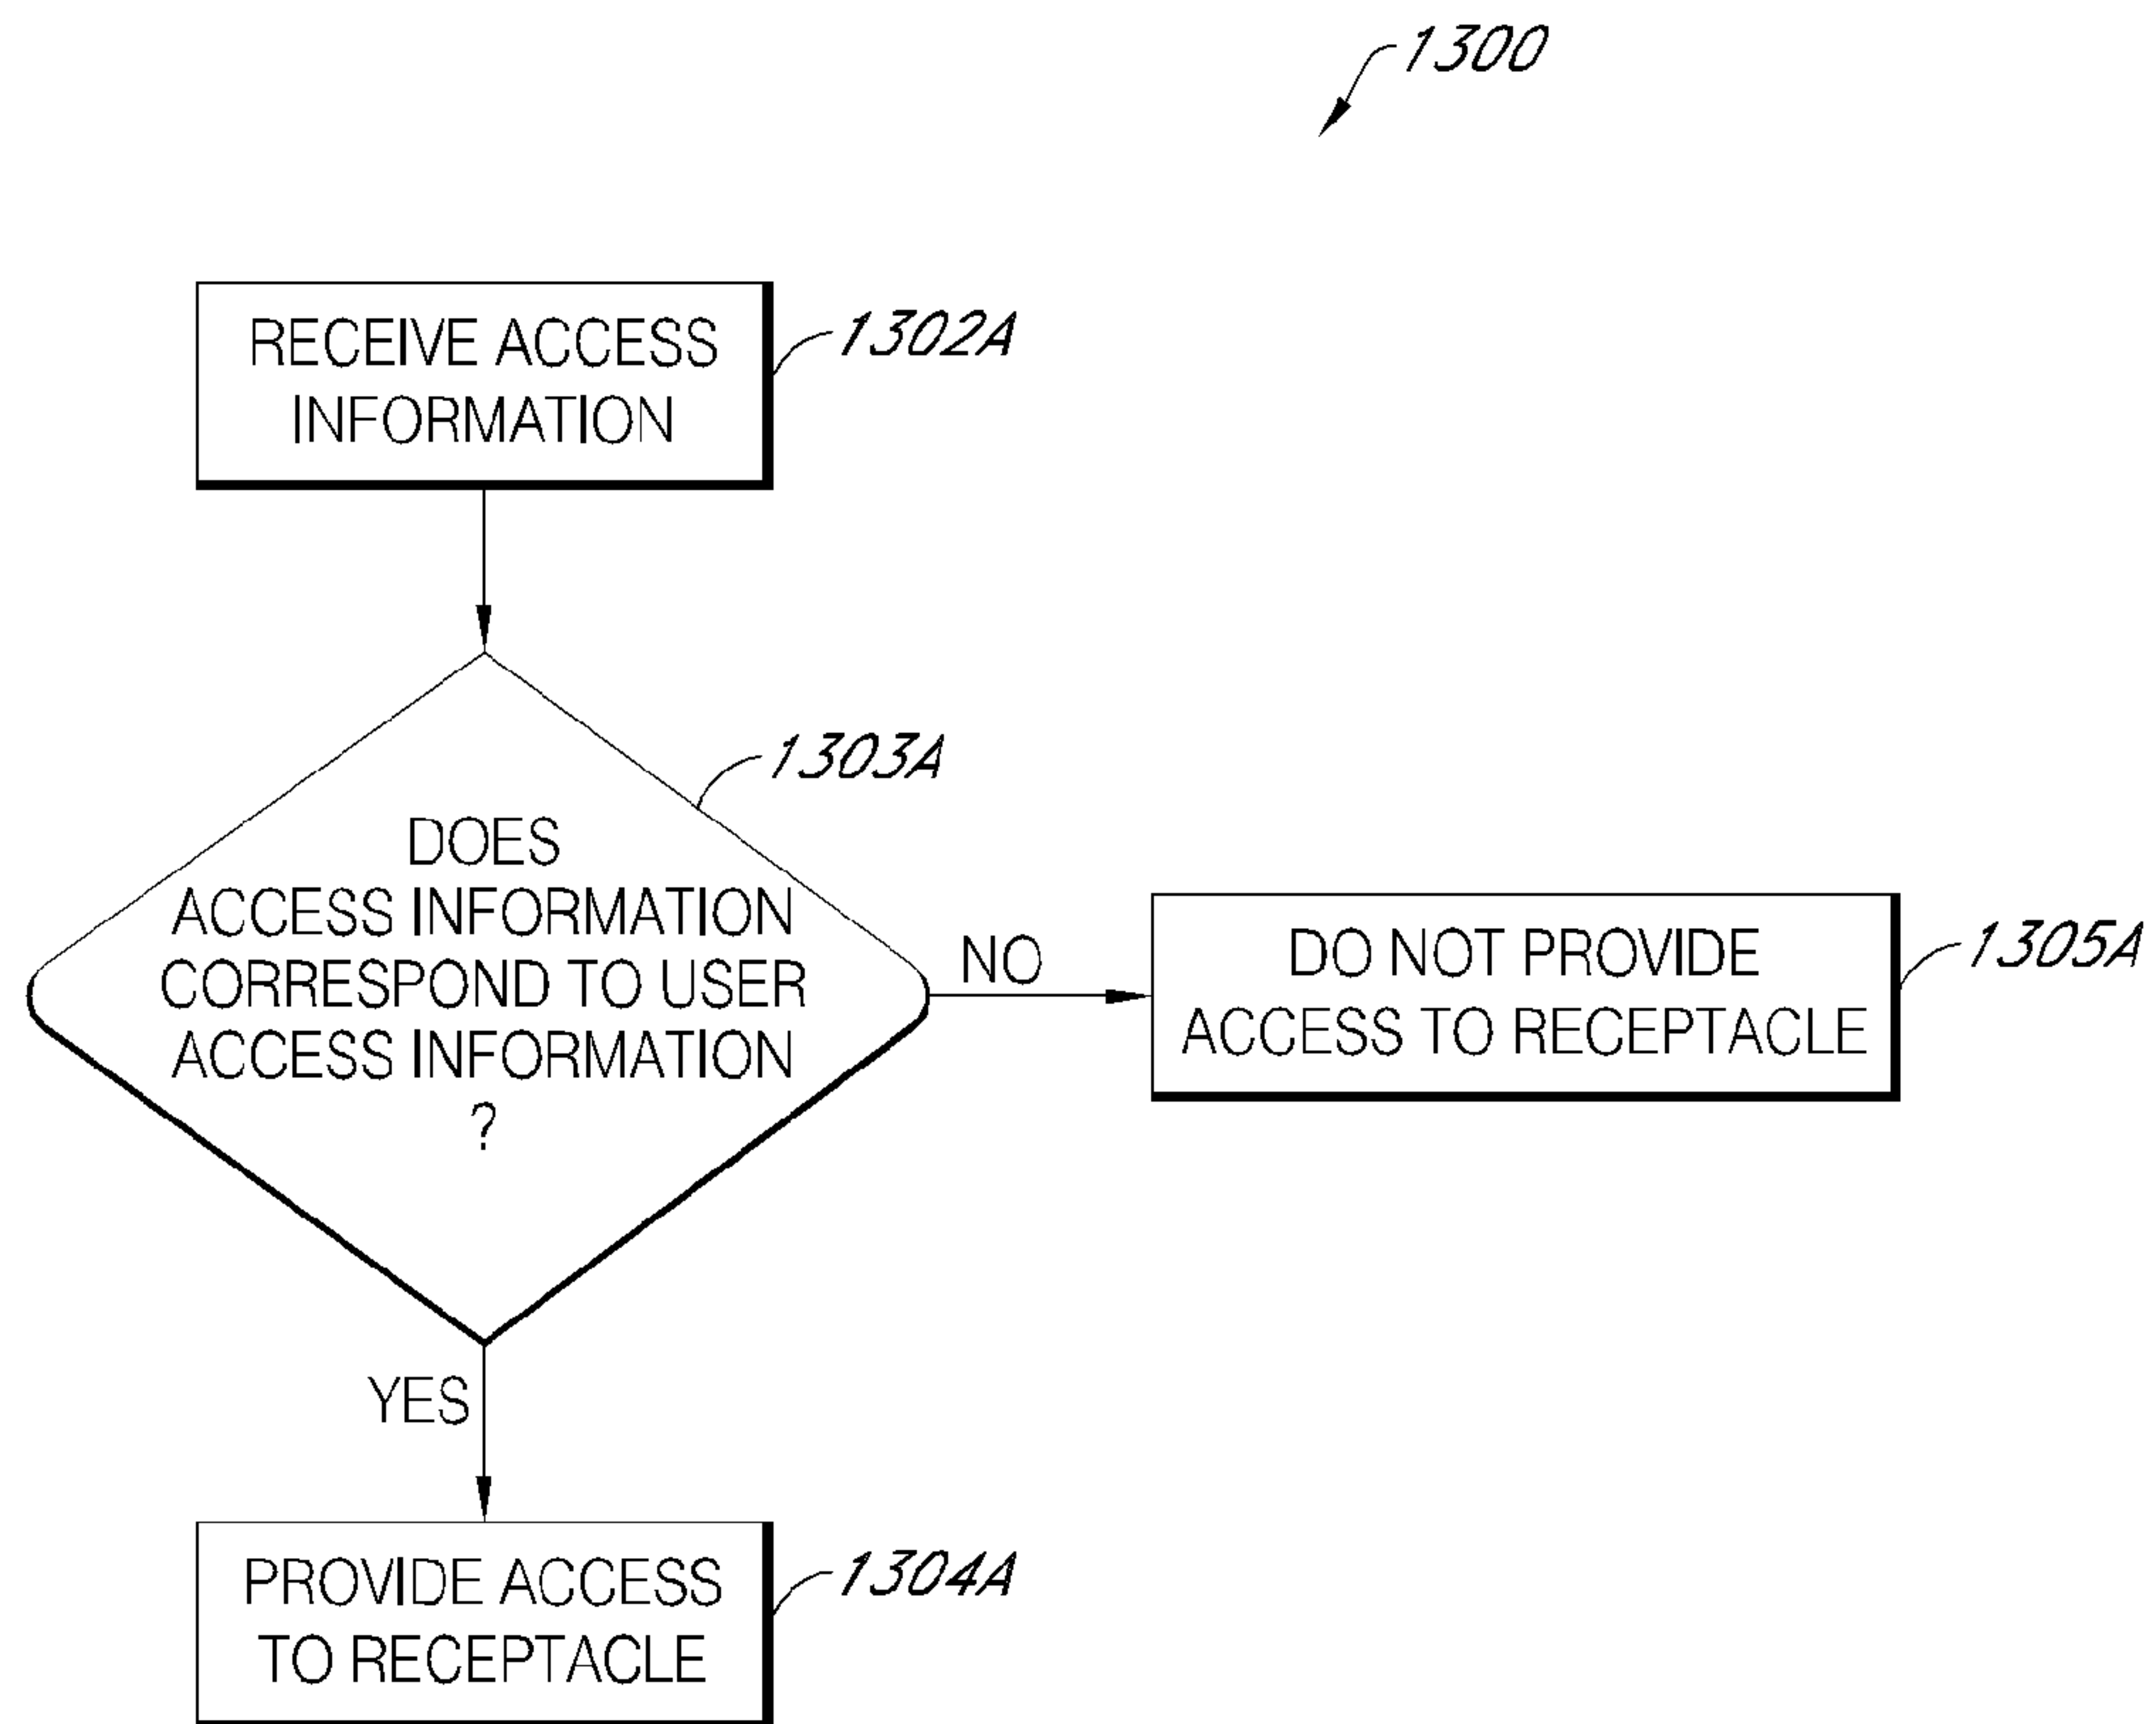 1300
RECEIVE ACCESS
INFORMATION
1302A
1303A
DOES
ACCESS INFORMATION
CORRESPOND TO USER
ACCESS INFORMATION
?
NO
DO NOT PROVIDE
ACCESS TO RECEPTACLE
1305A
YES
PROVIDE ACCESS
TO RECEPTACLE
1304A